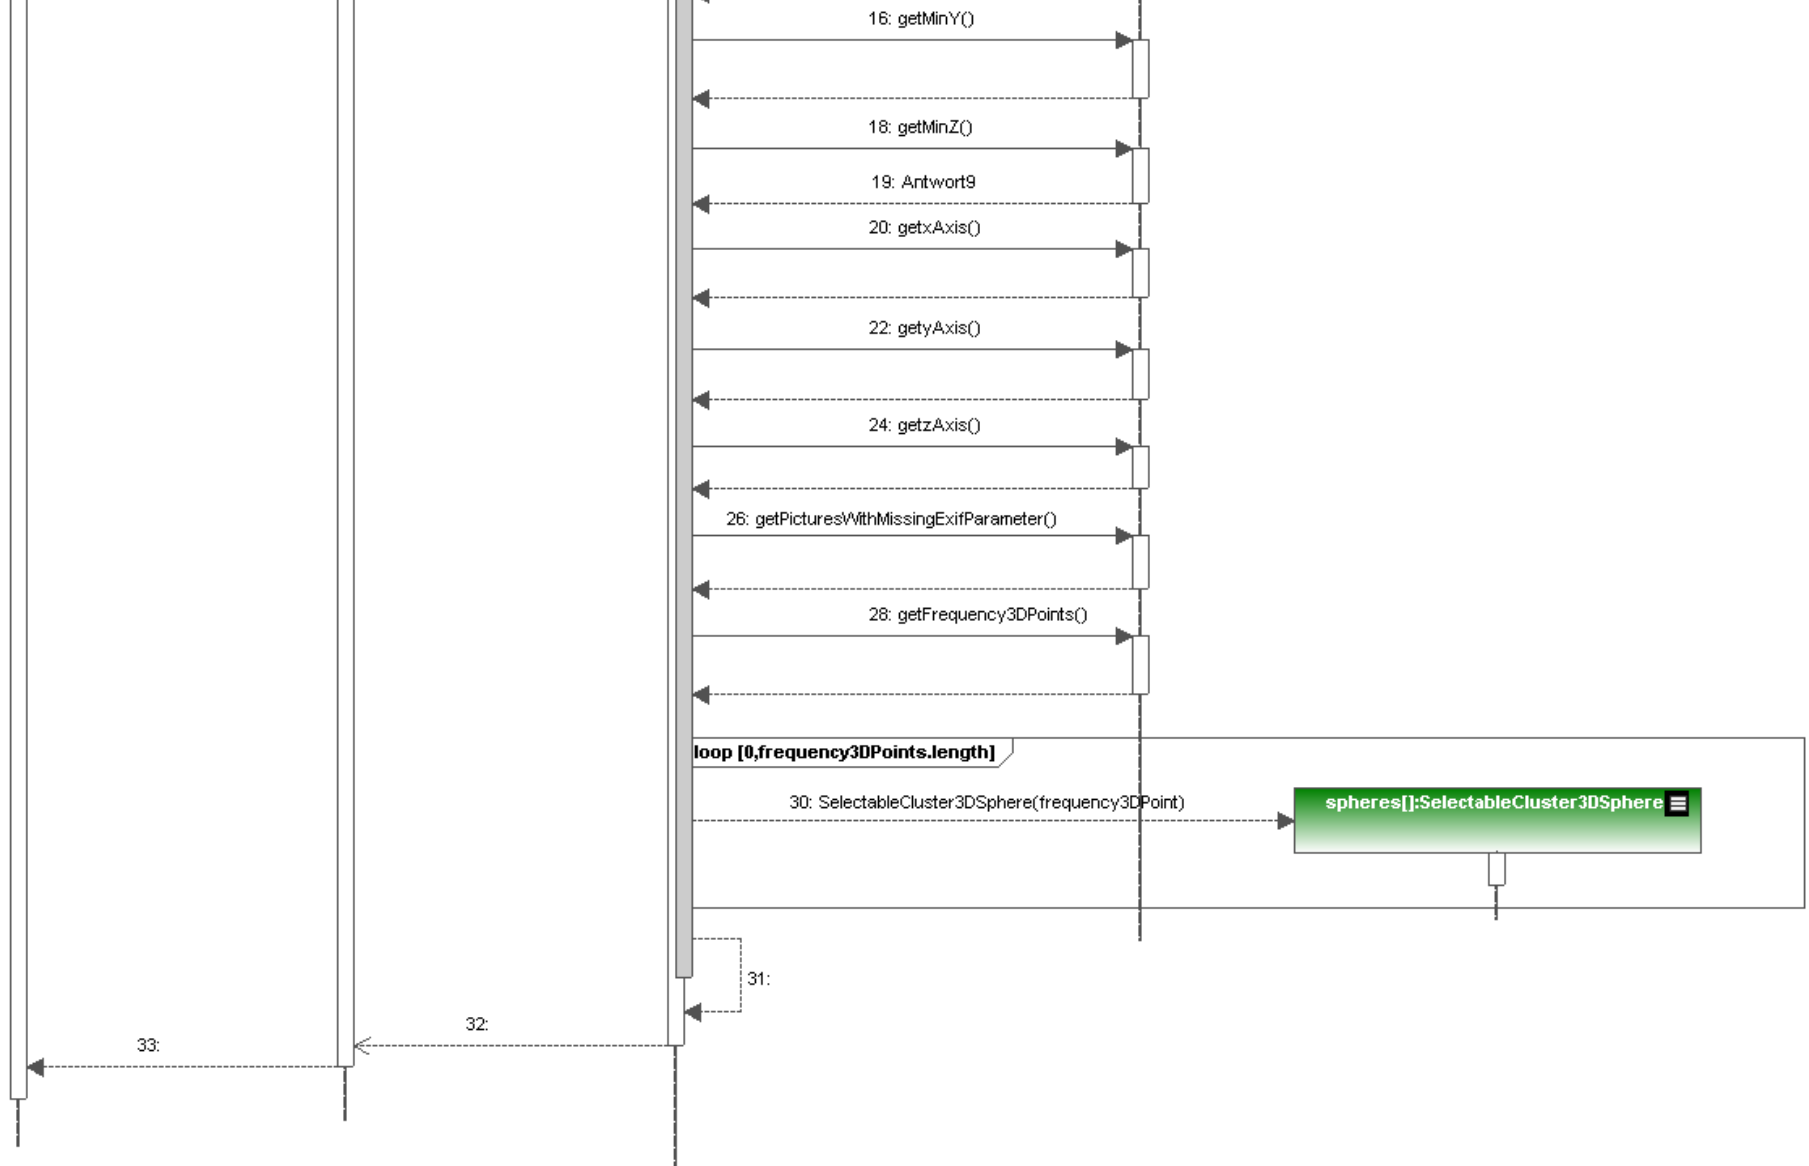 16: getMinY()
18: getMinZ()
19: Antwort9
20: getxAxis()
22: getyAxis()
24: getzAxis()
26: getPicturesWithMissingExifParameter()
28: getFrequency3DPoints()
loop [0,frequency3DPoints.length]
30: SelectableCluster3DSphere(frequency3DPoint)
spheres[]:SelectableCluster3DSphere
31:
32:
33: